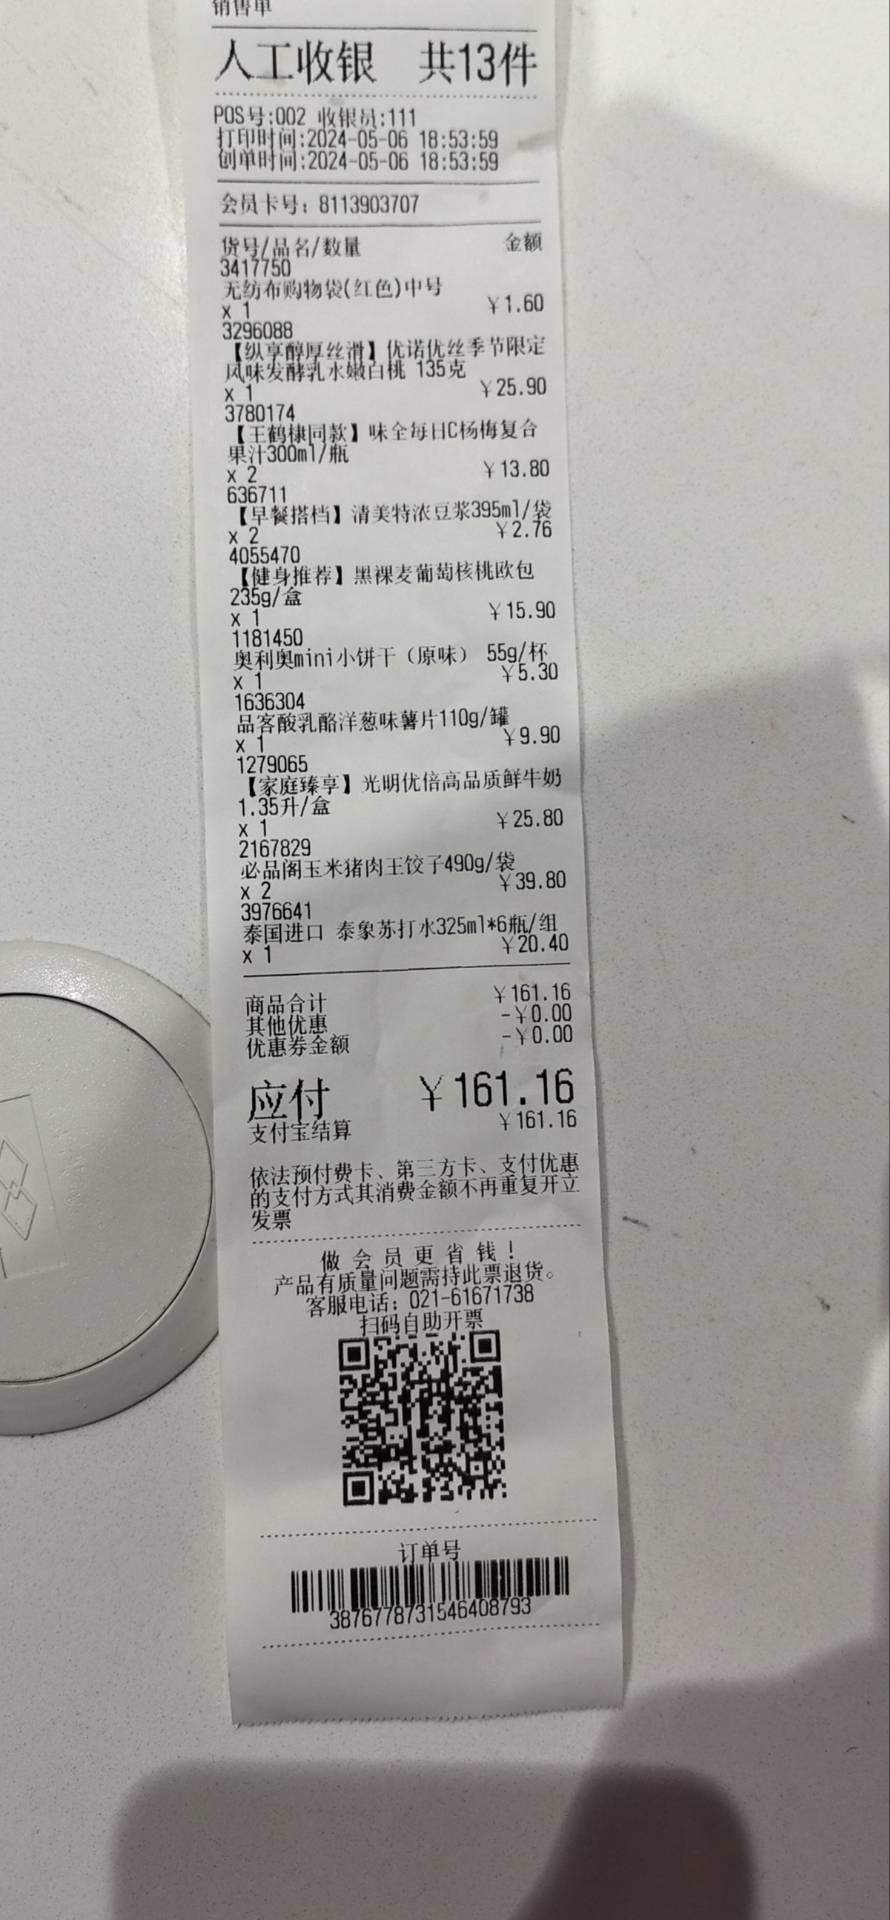 销售单
人工收银 共13件
POS号:002 收银员:111
打印时间:2024-05-06 18:53:59
创单时间:2024-05-06 18:53:59
会员卡号: 8113903707
货号/品名/数量 金额
3417750
无纺布购物袋(红色)中号
x 1 ￥1.60
3296088
【纵享醇厚丝滑】优诺优丝季节限定
风味发酵乳水嫩白桃 135克
x 1 ￥25.90
3780174
【王鹤棣同款】味全每日C杨梅复合
果汁300ml/瓶
x 2 ￥13.80
636711
【早餐搭档】清美特浓豆浆395ml/袋
x 2 ￥2.76
4055470
【健身推荐】黑裸麦葡萄核桃欧包
235g/盒
x 1 ￥15.90
1181450
奥利奥mini小饼干（原味） 55g/杯
x 1 ￥5.30
1636304
品客酸乳酪洋葱味薯片110g/罐
x 1 ￥9.90
1279065
【家庭臻享】光明优倍高品质鲜牛奶
1.35升/盒
x 1 ￥25.80
2167829
必品阁玉米猪肉王饺子490g/袋
x 2 ￥39.80
3976641
泰国进口 泰象苏打水325ml*6瓶/组
x 1 ￥20.40
商品合计 ￥161.16
其他优惠 -￥0.00
优惠券金额 -￥0.00
应付 ￥161.16
支付宝结算 ￥161.16
依法预付费卡、第三方卡、支付优惠
的支付方式其消费金额不再重复开立
发票
做会员更省钱！
产品有质量问题需持此票退货。
客服电话: 021-61671738
扫码自助开票
订单号
3876778731546408793